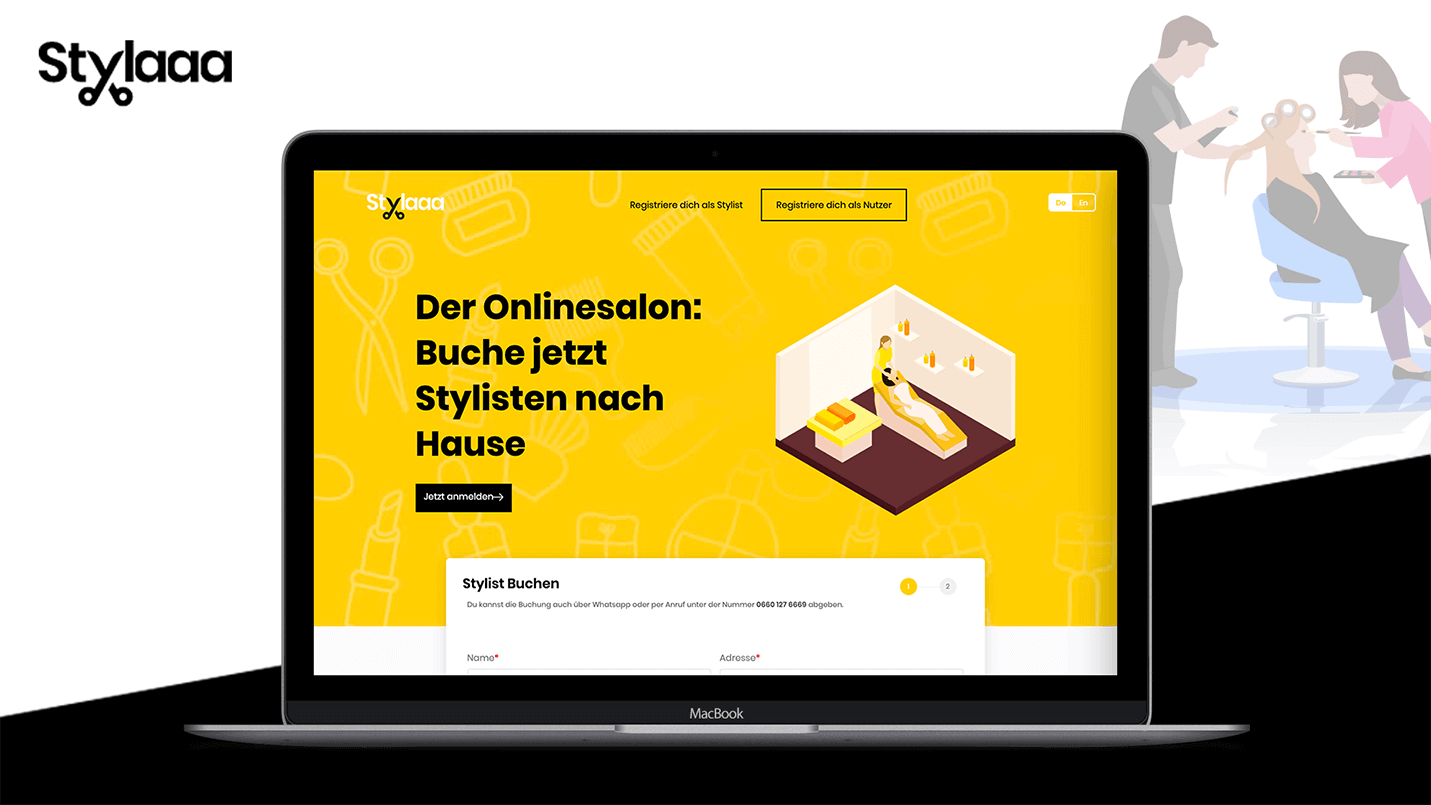 Stylaaa
Stylaaa
Registriere dich als Stylist
Registriere dich als Nutzer
De
En
Der Onlinesalon:
Buche jetzt
Stylisten nach
Hause
Jetzt anmelden→
Stylist Buchen
1
2
Du kannst die Buchung auch über Whatsapp oder per Anruf unter der Nummer 0660 127 6669 abgeben.
Name*
Adresse*
MacBook